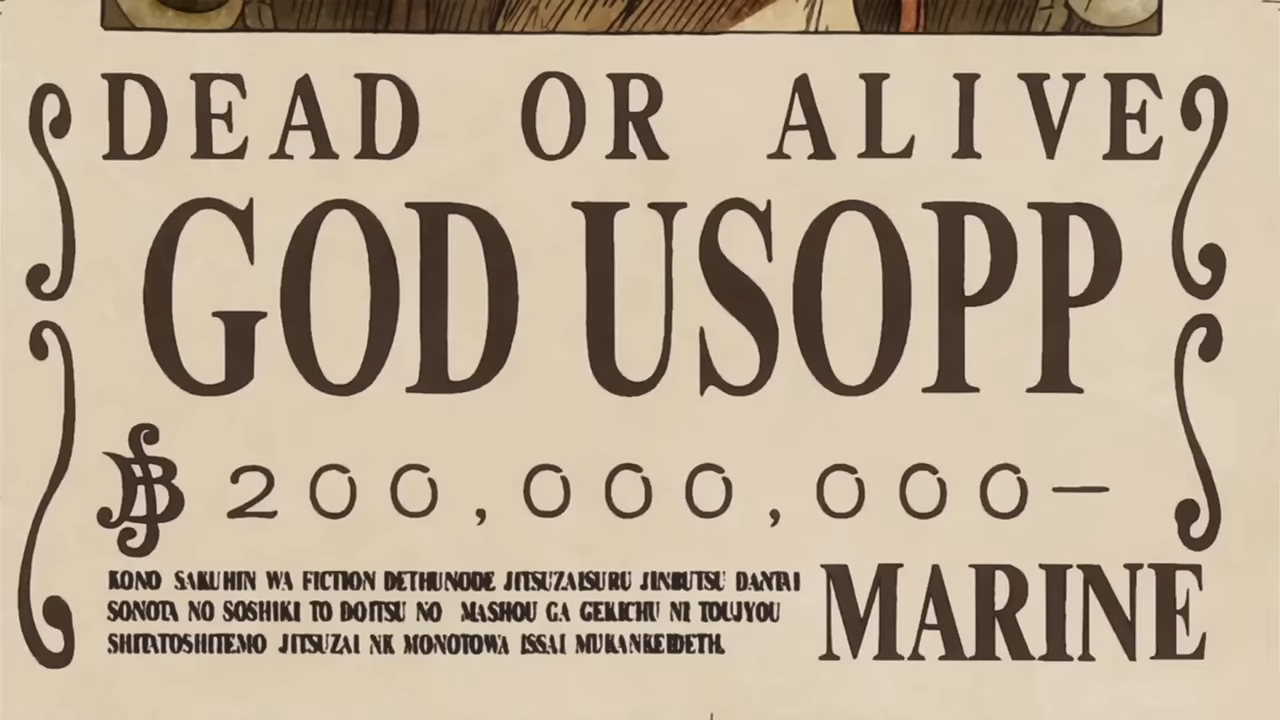 DEAD OR ALIVE
GOD USOPP
฿ 200,000,000—
KONO SAKUHIN WA FICTION DETHUNODE JITSUZAISURU JINBUTSU DANTAI
SONOTA NO SOSHIKI TO DOITSU NO MASHOU GA GEKICHU NI TOUJYOU
SHITATOSHITEMO JITSUZAI NK MONOTOWA ISSAI MUKANKEIDETH.
MARINE